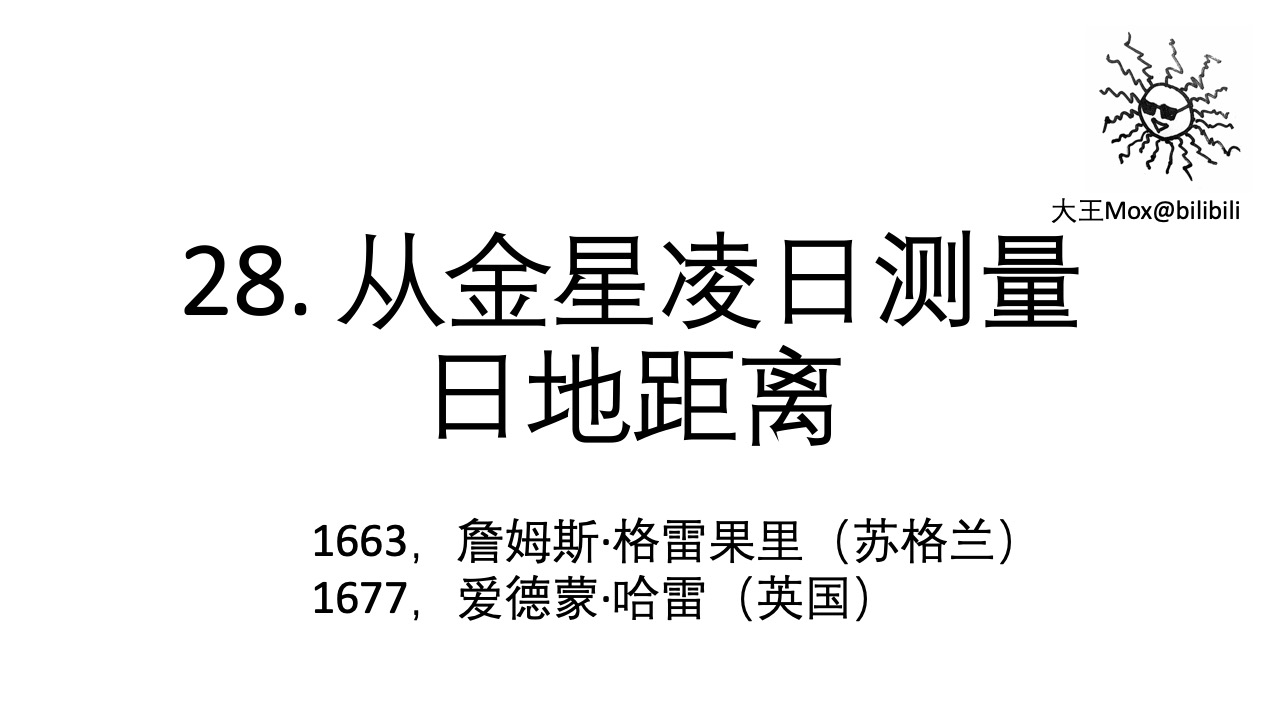 大王Mox@bilibili
28. 从金星凌日测量
日地距离
1663，詹姆斯·格雷果里（苏格兰）
1677，爱德蒙·哈雷（英国）